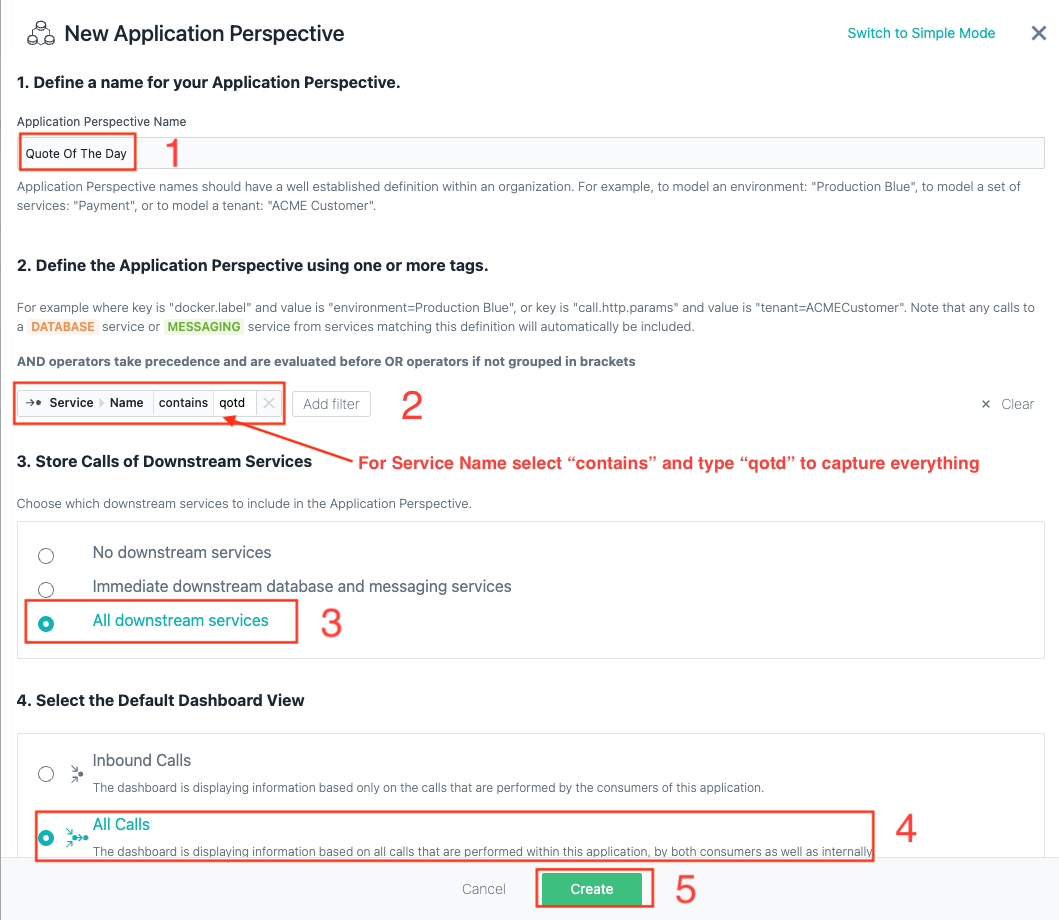 New Application Perspective
Switch to Simple Mode
1. Define a name for your Application Perspective.
Application Perspective Name
Quote Of The Day
1
Application Perspective names should have a well established definition within an organization. For example, to model an environment: "Production Blue", to model a set of
services: "Payment", or to model a tenant: "ACME Customer".
2. Define the Application Perspective using one or more tags.
For example where key is "docker.label" and value is "environment=Production Blue", or key is "call.http.params" and value is "tenant=ACMECustomer". Note that any calls to
a DATABASE service or MESSAGING service from services matching this definition will automatically be included.
AND operators take precedence and are evaluated before OR operators if not grouped in brackets
Service Name contains qotd
Add filter
2
Clear
3. Store Calls of Downstream Services
For Service Name select “contains” and type “qotd” to capture everything
Choose which downstream services to include in the Application Perspective.
No downstream services
Immediate downstream database and messaging services
All downstream services
3
4. Select the Default Dashboard View
Inbound Calls
The dashboard is displaying information based only on the calls that are performed by the consumers of this application.
All Calls
The dashboard is displaying information based on all calls that are performed within this application, by both consumers as well as internally
4
Cancel
Create
5